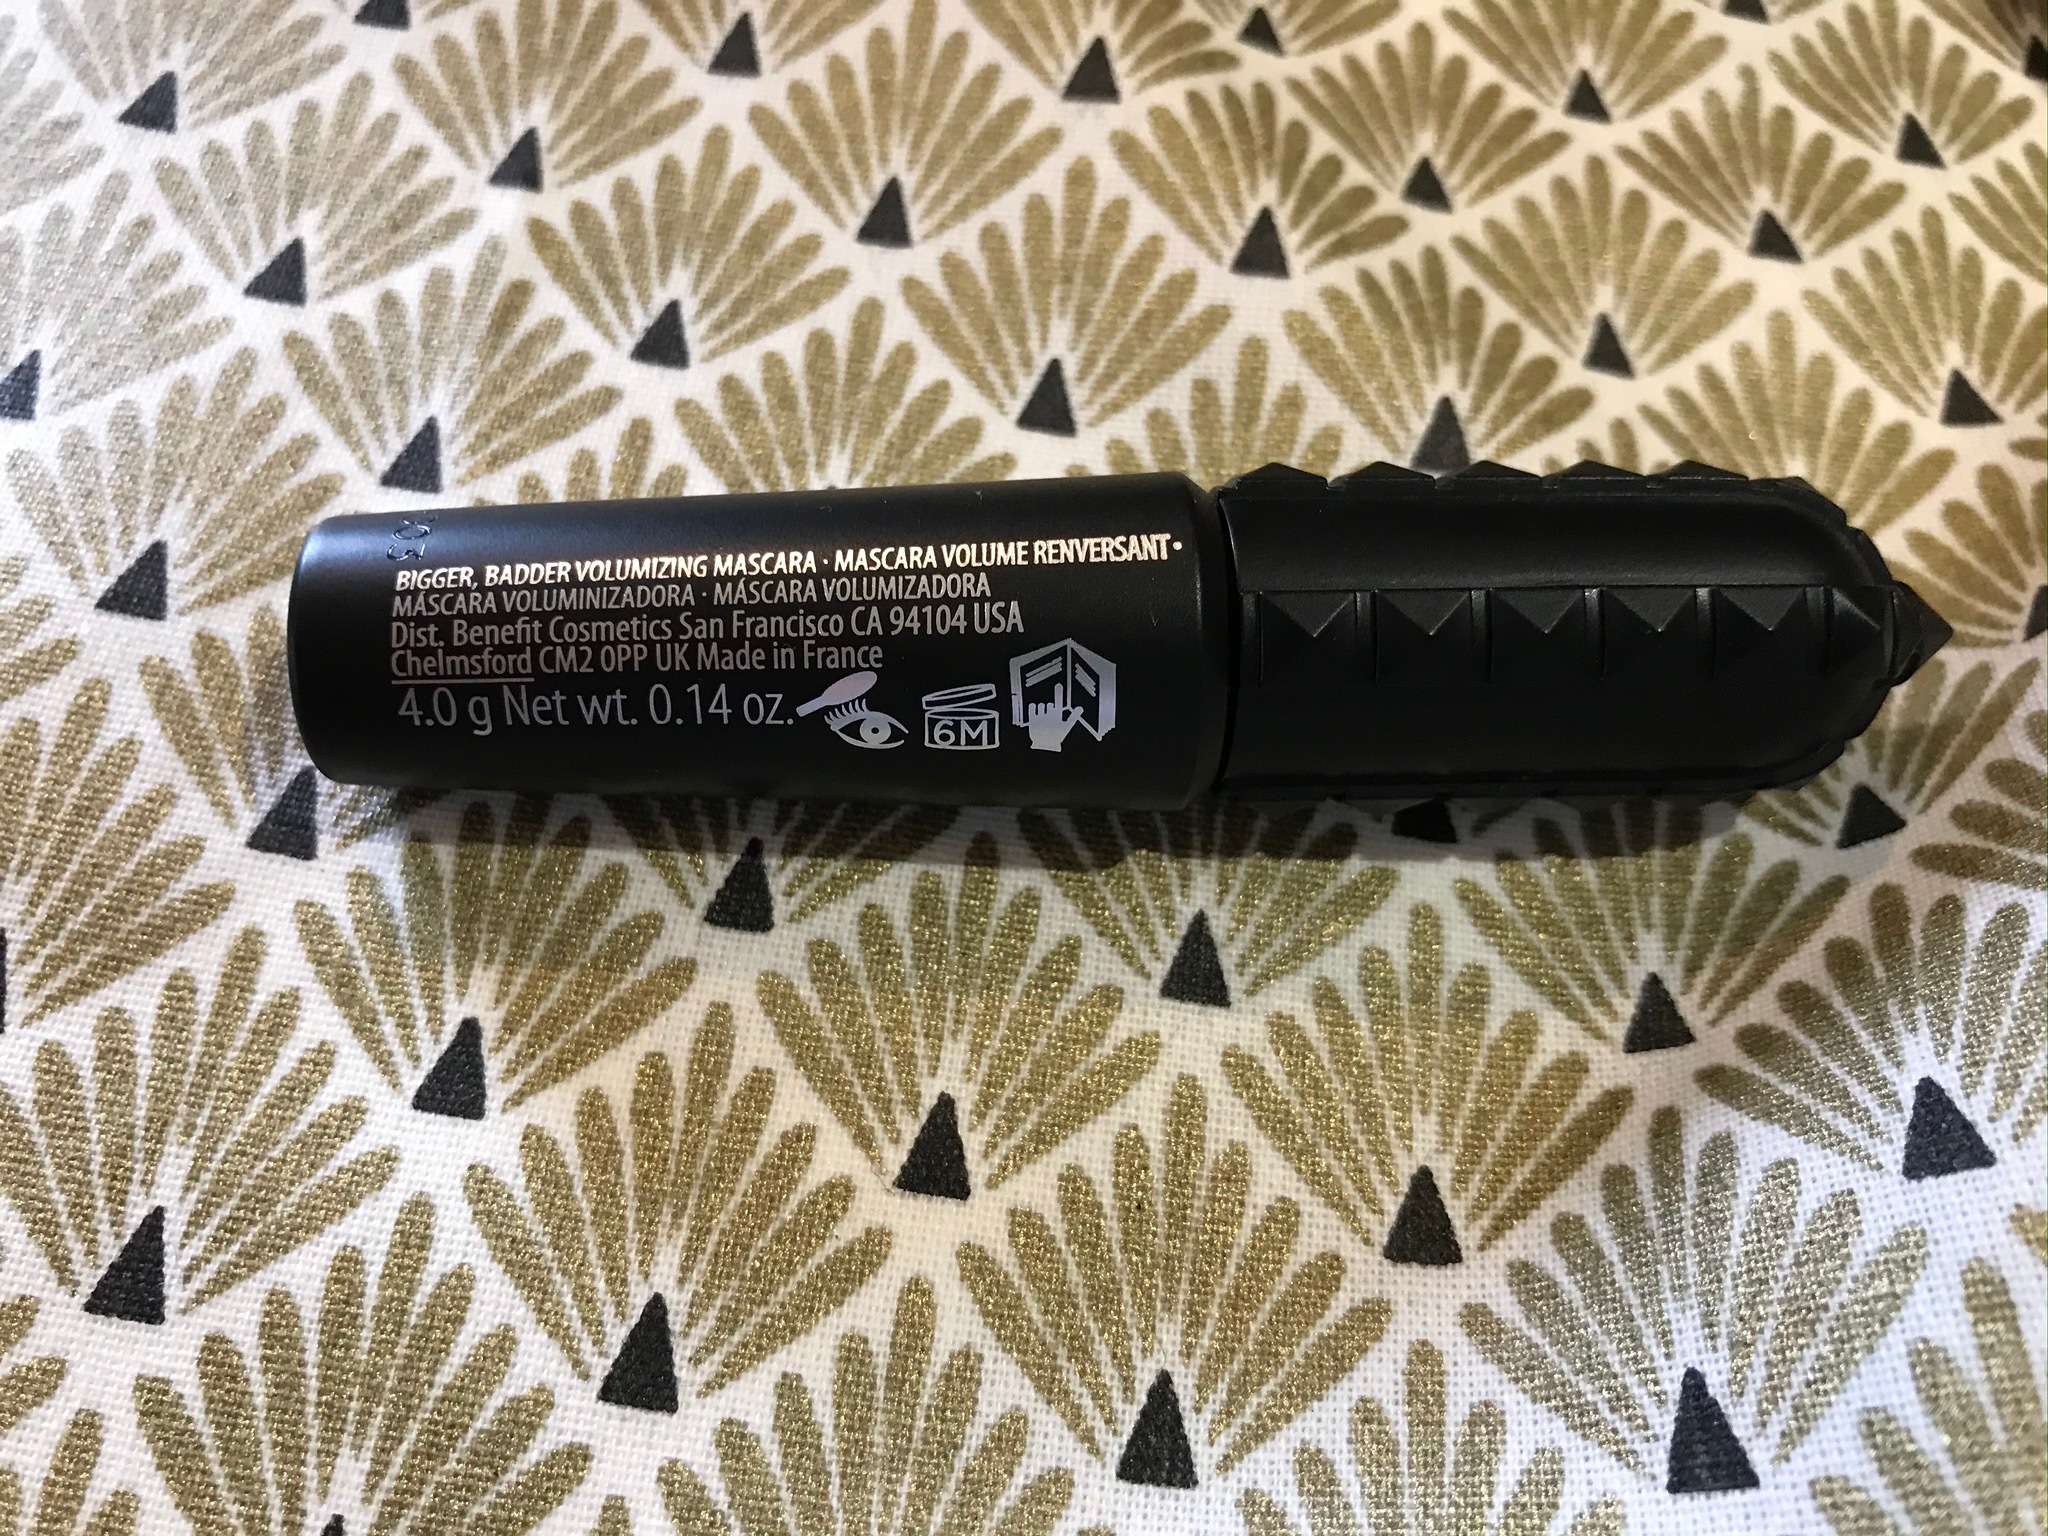 BIGGER, BADDER VOLUMIZING MASCARA · MASCARA VOLUME RENVERSANT ·
MÁSCARA VOLUMINIZADORA · MÁSCARA VOLUMIZADORA
Dist. Benefit Cosmetics San Francisco CA 94104 USA
Chelmsford CM2 0PP UK Made in France
4.0 g Net wt. 0.14 oz.
6M